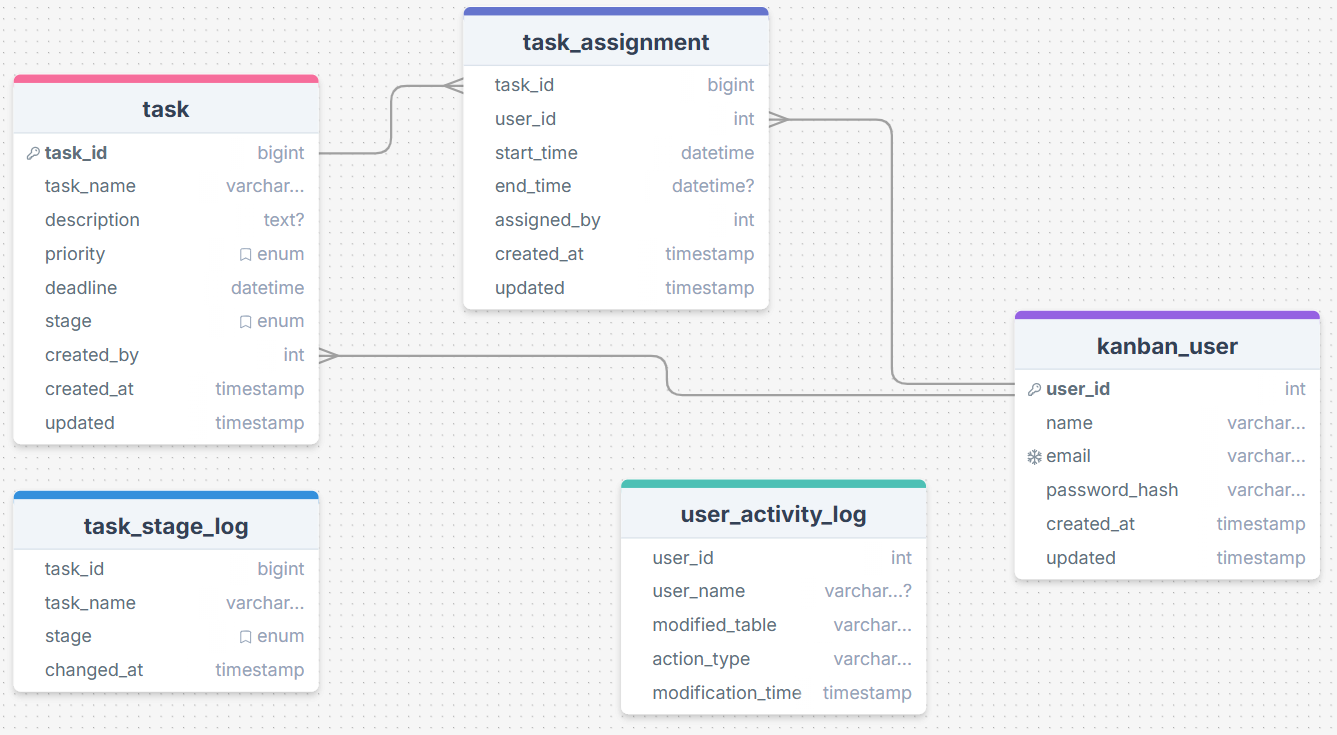 task_assignment
task_id bigint
user_id int
start_time datetime
end_time datetime?
assigned_by int
created_at timestamp
updated timestamp
task
task_id bigint
task_name varchar...
description text?
priority enum
deadline datetime
stage enum
created_by int
created_at timestamp
updated timestamp
kanban_user
user_id int
name varchar...
email varchar...
password_hash varchar...
created_at timestamp
updated timestamp
task_stage_log
task_id bigint
task_name varchar...
stage enum
changed_at timestamp
user_activity_log
user_id int
user_name varchar...?
modified_table varchar...
action_type varchar...
modification_time timestamp